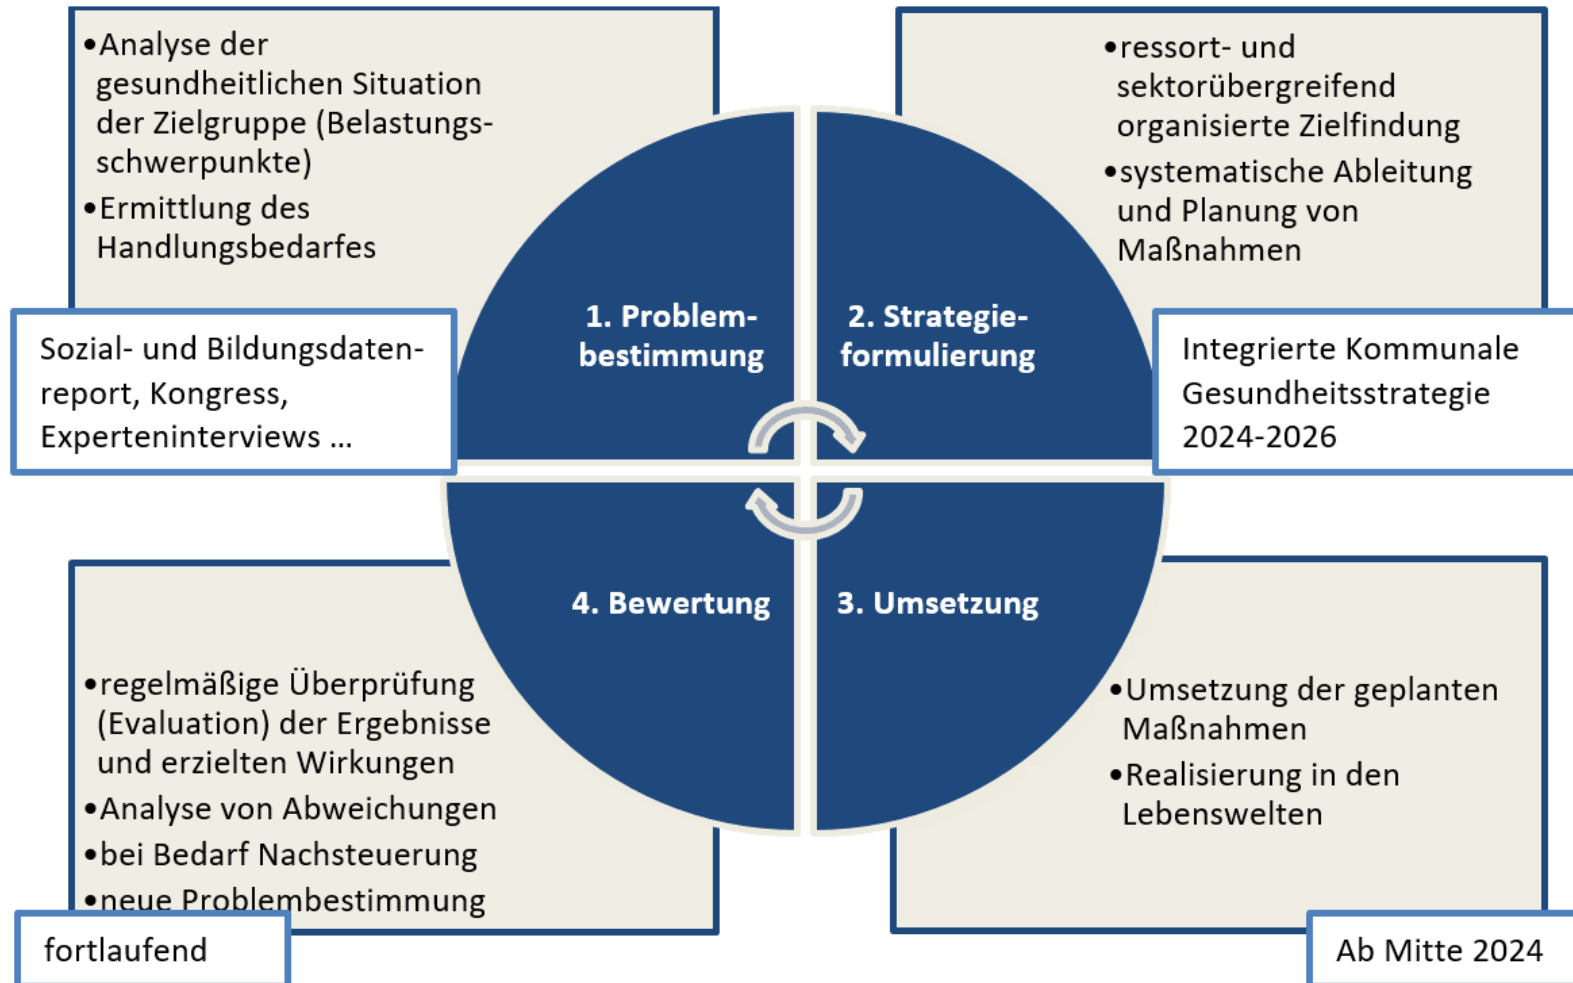 •Analyse der
gesundheitlichen Situation
der Zielgruppe (Belastungs-
schwerpunkte)
•Ermittlung des
Handlungsbedarfes
Sozial- und Bildungsdaten-
report, Kongress,
Experteninterviews ...
1. Problem-
bestimmung
•ressort- und
sektorübergreifend
organisierte Zielfindung
•systematische Ableitung
und Planung von
Maßnahmen
2. Strategie-
formulierung
Integrierte Kommunale
Gesundheitsstrategie
2024-2026
4. Bewertung
•regelmäßige Überprüfung
(Evaluation) der Ergebnisse
und erzielten Wirkungen
•Analyse von Abweichungen
•bei Bedarf Nachsteuerung
•neue Problembestimmung
fortlaufend
3. Umsetzung
•Umsetzung der geplanten
Maßnahmen
•Realisierung in den
Lebenswelten
Ab Mitte 2024